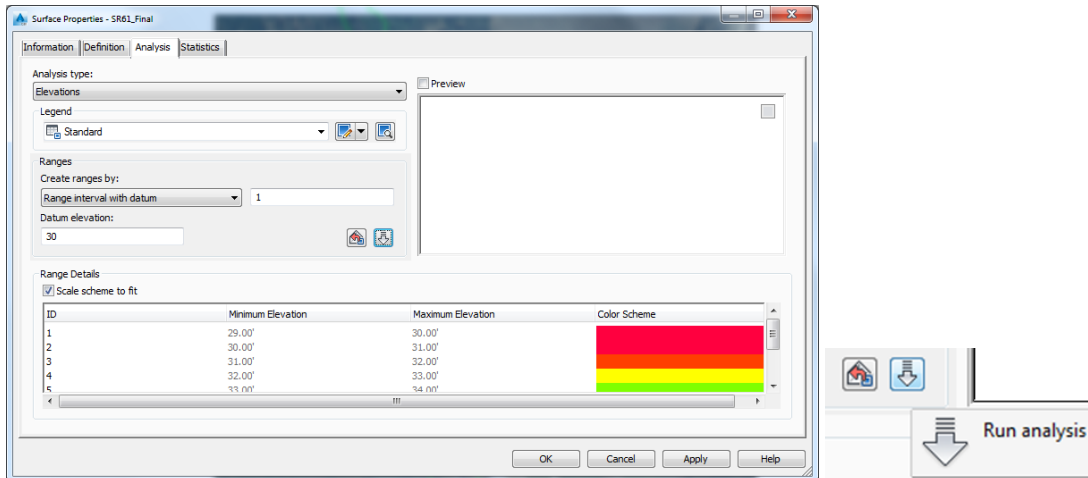 Surface Properties - SR61_Final
Information Definition Analysis Statistics
Analysis type:
Elevations
Preview
Legend
Standard
Ranges
Create ranges by:
Range interval with datum 1
Datum elevation:
30
Range Details
Scale scheme to fit
ID Minimum Elevation Maximum Elevation Color Scheme
1 29.00' 30.00'
2 30.00' 31.00'
3 31.00' 32.00'
4 32.00' 33.00'
5 33.00' 34.00'
OK Cancel Apply Help
Run analysis